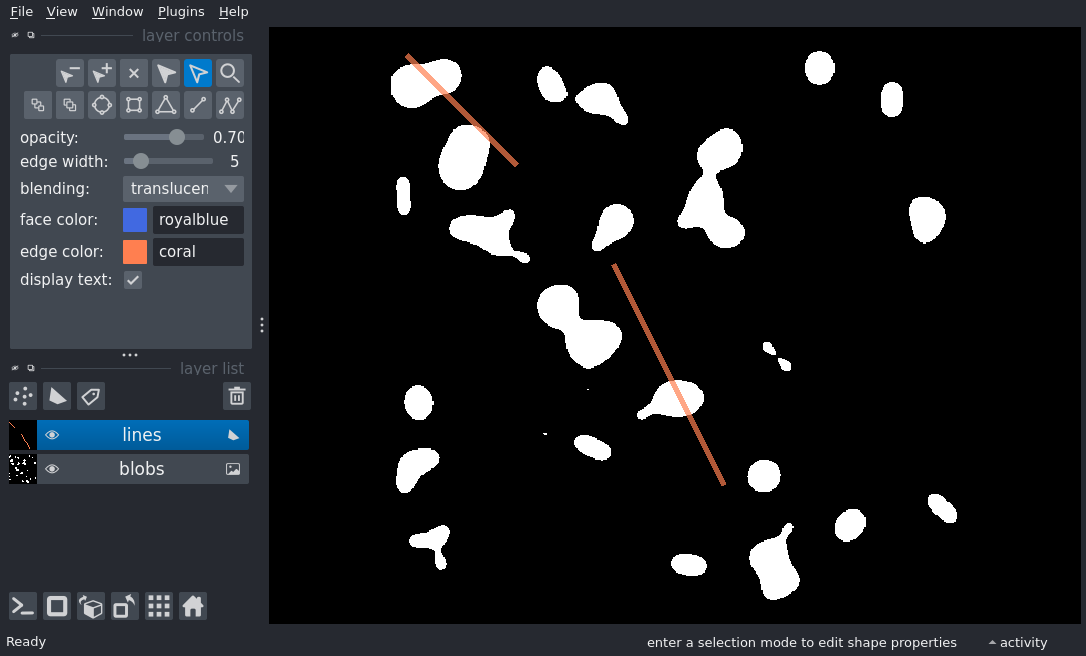 File View Window Plugins Help
layer controls
opacity: 0.70
edge width: 5
blending: translucen
face color: royalblue
edge color: coral
display text:
layer list
lines
blobs
Ready enter a selection mode to edit shape properties activity